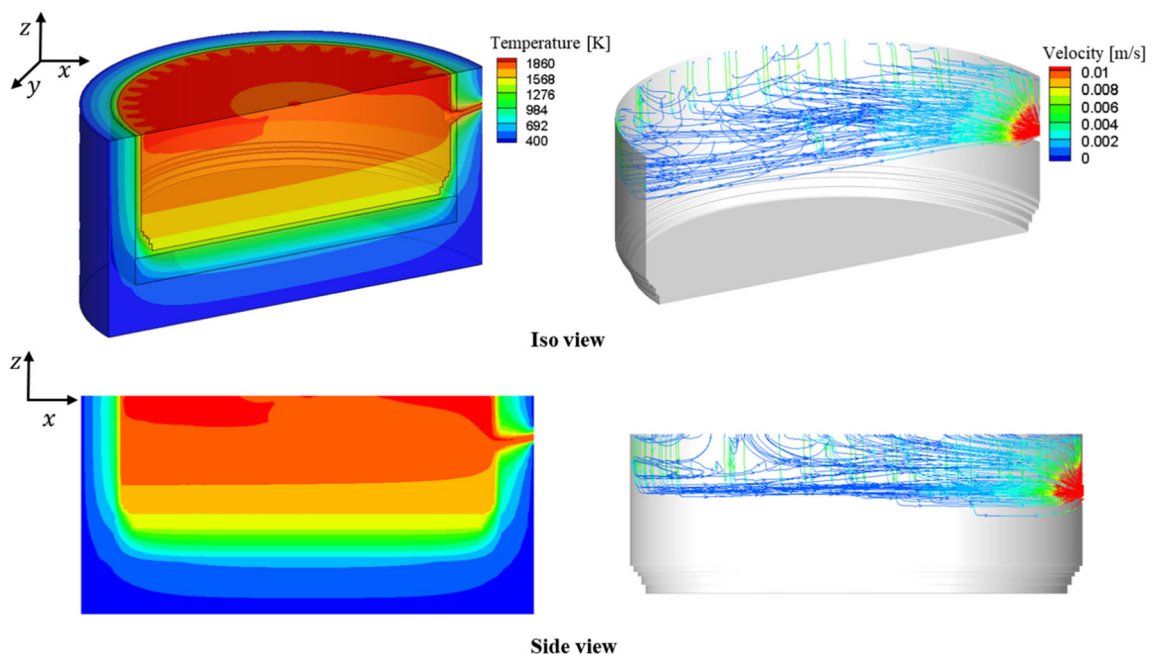 z
x
y
Temperature [K]
1860
1568
1276
984
692
400
Velocity [m/s]
0.01
0.008
0.006
0.004
0.002
0
Iso view
z
x
Side view